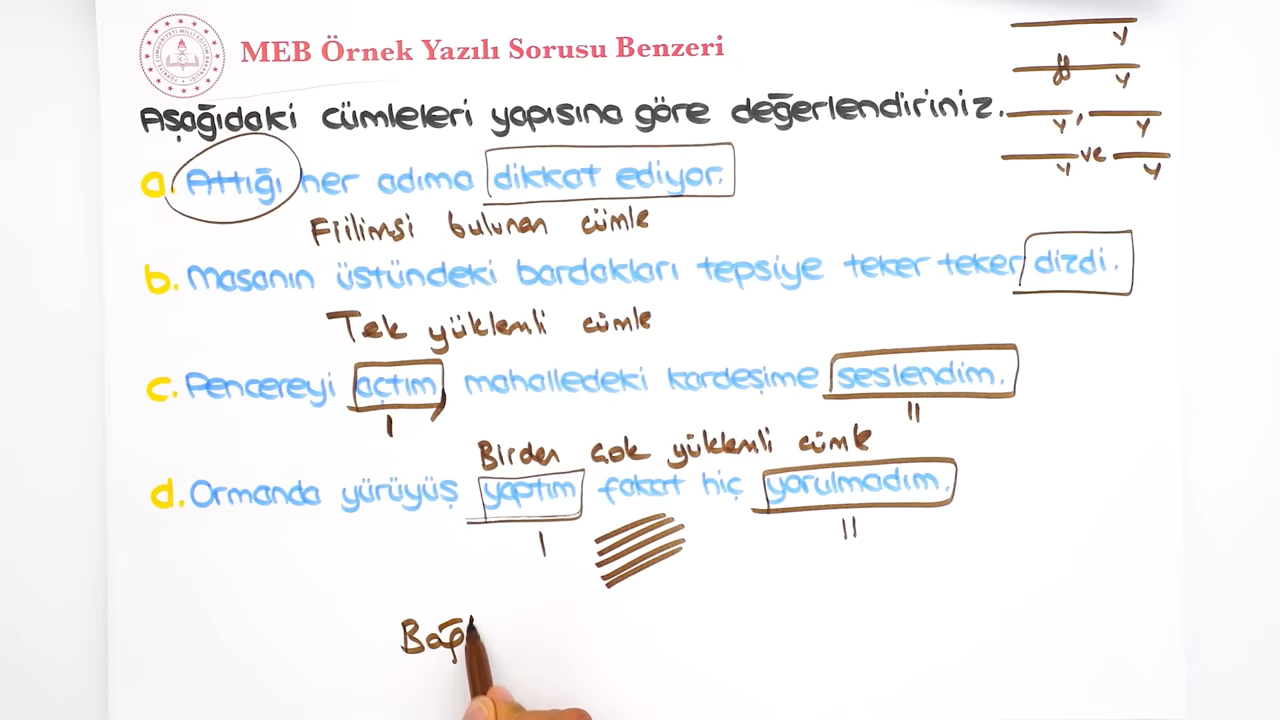 MEB Örnek Yazılı Sorusu Benzeri
Aşağıdaki cümleleri yapısına göre değerlendiriniz.
y
y
y, y
y ve y
a. Attığı her adıma dikkat ediyor.
Fiilimsi bulunan cümle
b. Masanın üstündeki bardakları tepsiye teker teker dizdi.
Tek yüklemli cümle
c. Pencereyi açtım, mahalledeki kardeşime seslendim.
I II
Birden çok yüklemli cümle
d. Ormanda yürüyüş yaptım fakat hiç yorulmadım.
I II
Bağ